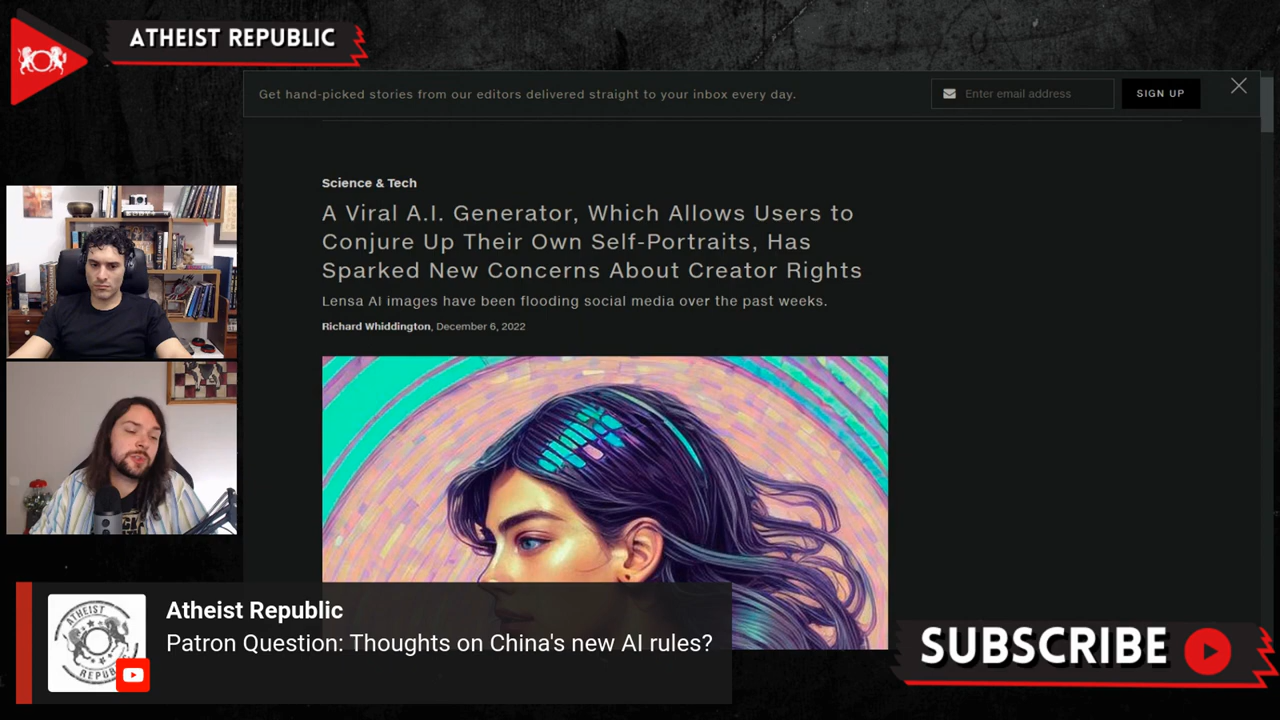 ATHEIST REPUBLIC
Get hand-picked stories from our editors delivered straight to your inbox every day.
Enter email address
SIGN UP
Science & Tech
A Viral A.I. Generator, Which Allows Users to
Conjure Up Their Own Self-Portraits, Has
Sparked New Concerns About Creator Rights
Lensa AI images have been flooding social media over the past weeks.
Richard Whiddington, December 6, 2022
ATHEIST
REPUB
Atheist Republic
Patron Question: Thoughts on China's new AI rules?
SUBSCRIBE